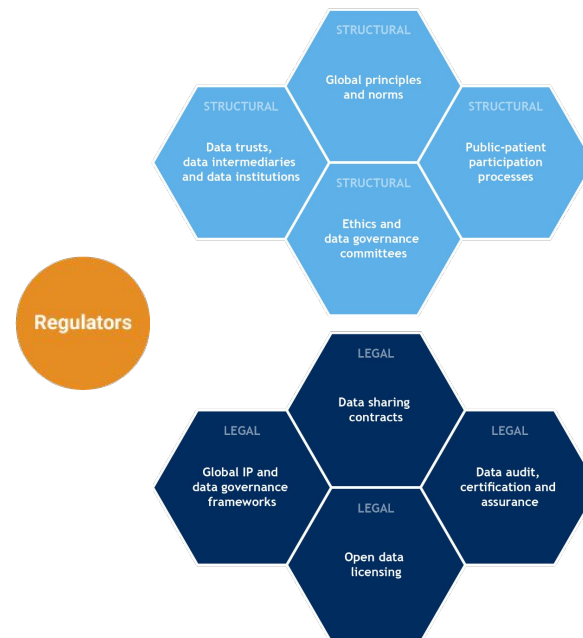 STRUCTURAL
Global principles
and norms
STRUCTURAL
Data trusts,
data intermediaries
and data institutions
STRUCTURAL
Public-patient
participation
processes
STRUCTURAL
Ethics and
data governance
committees
Regulators
LEGAL
Data sharing
contracts
LEGAL
Global IP and
data governance
frameworks
LEGAL
Data audit,
certification and
assurance
LEGAL
Open data
licensing